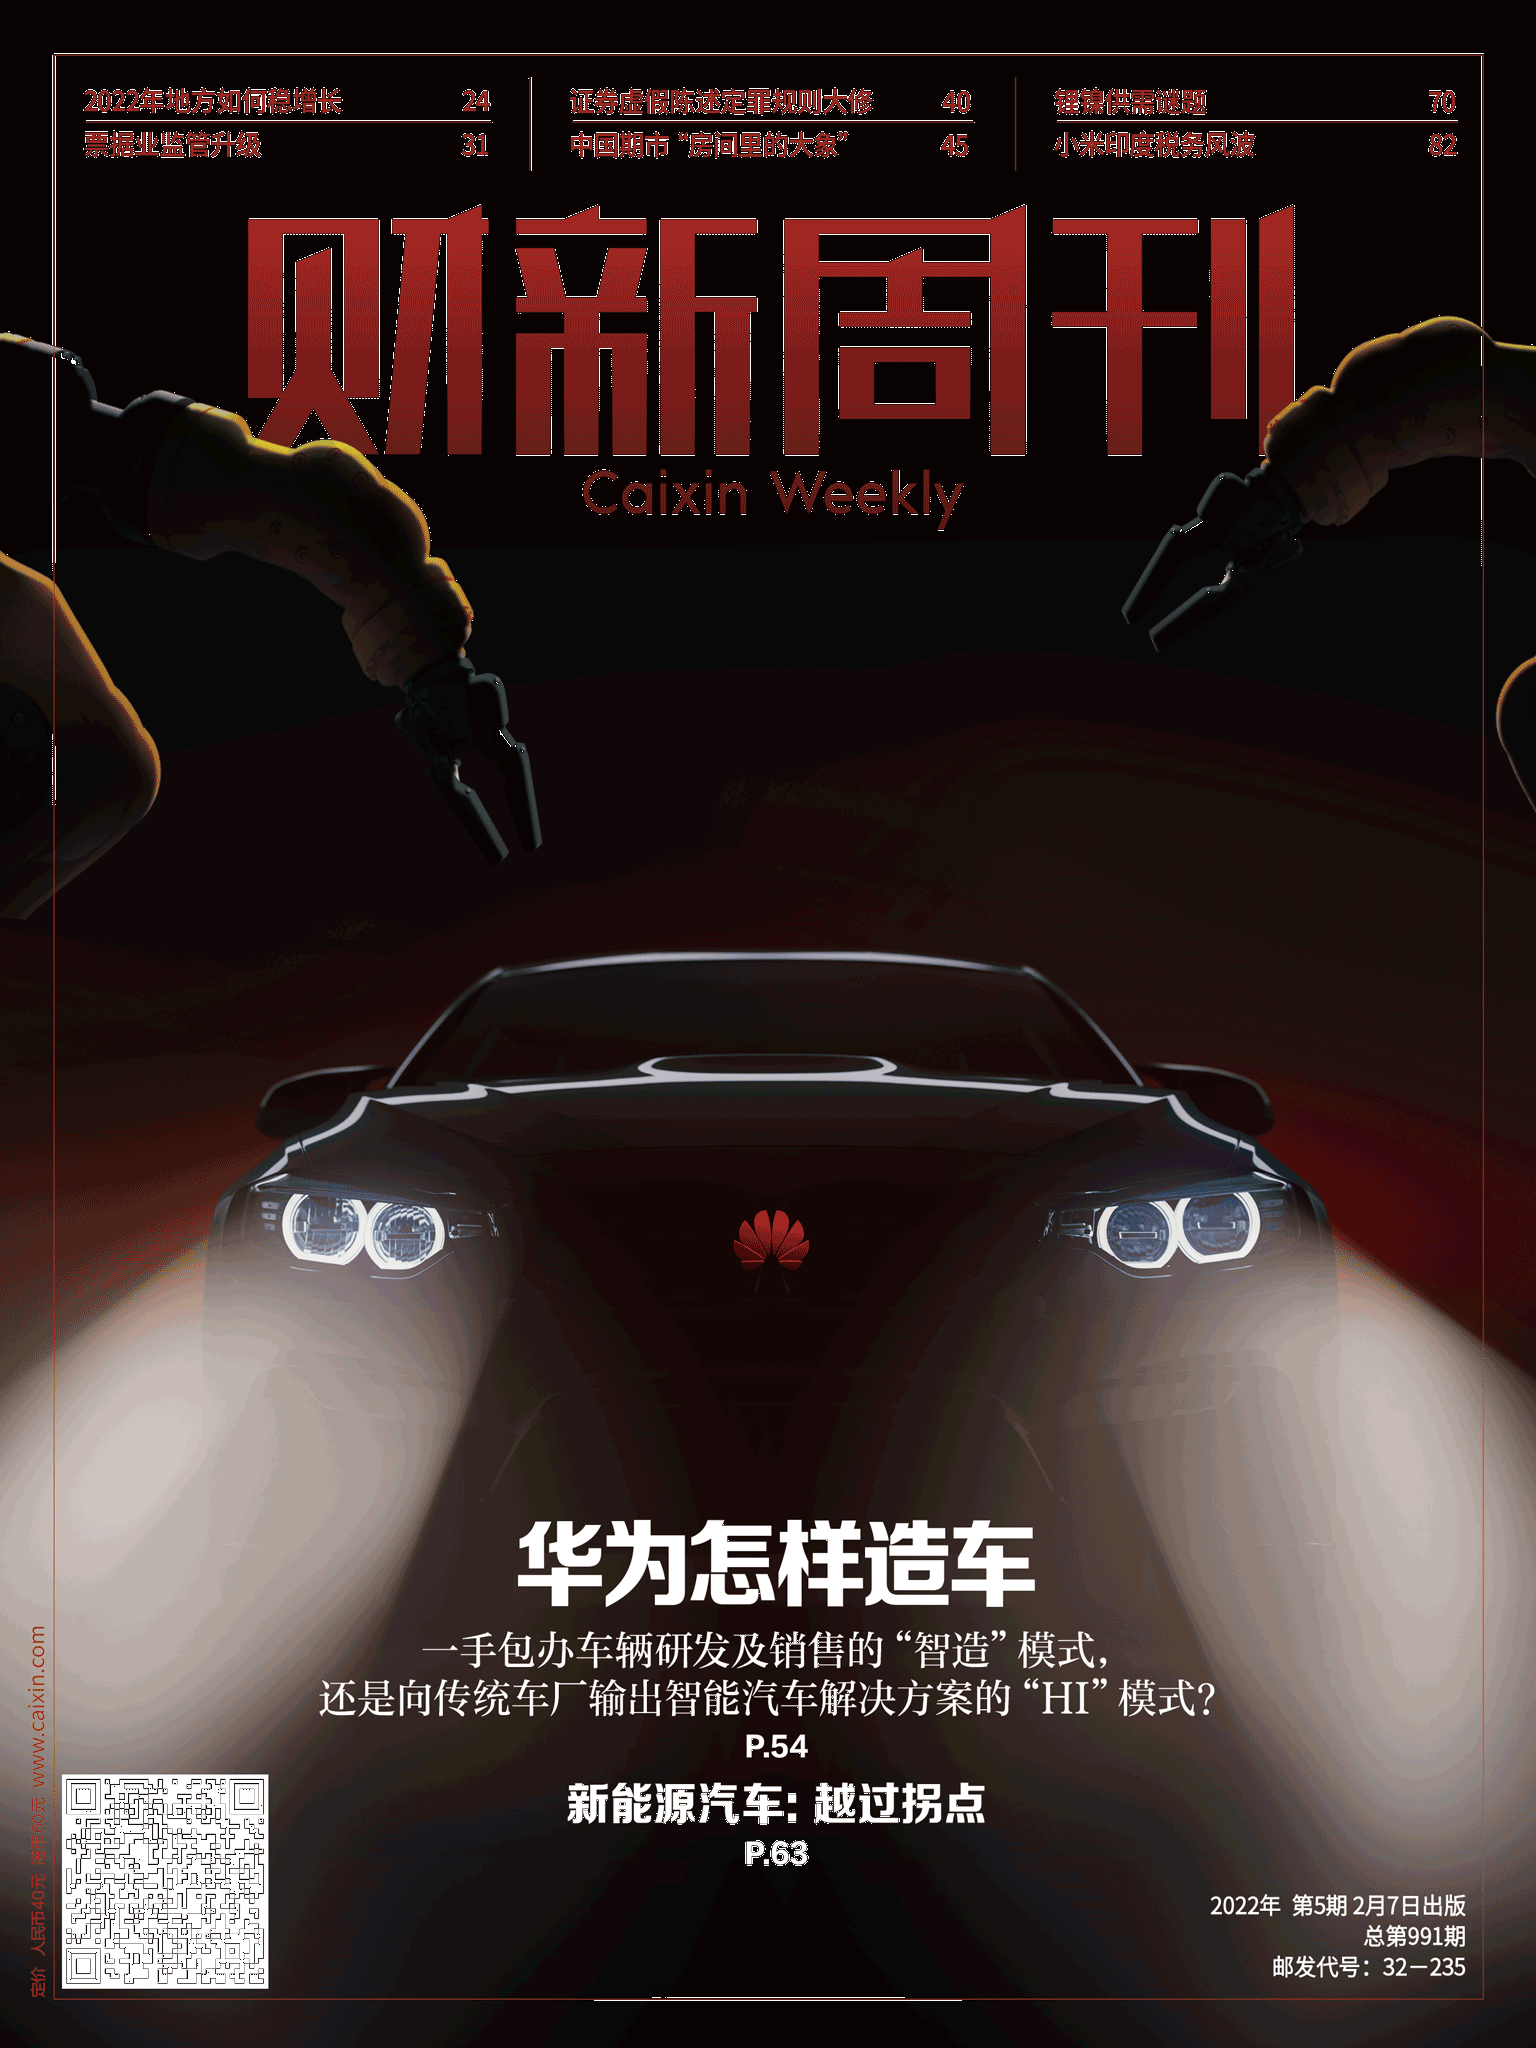 2022年地方如何稳增长 24
票据业监管升级 31
证券虚假陈述定罪规则大修 40
中国期市“房间里的大象” 45
锂镍供需谜题 70
小米印度税务风波 82
财新周刊
Caixin Weekly
华为怎样造车
一手包办车辆研发及销售的“智造”模式，
还是向传统车厂输出智能汽车解决方案的“HI”模式？
P.54
新能源汽车：越过拐点
P.63
定价 人民币40元 港币60元 www.caixin.com
2022年 第5期 2月7日出版
总第991期
邮发代号：32－235